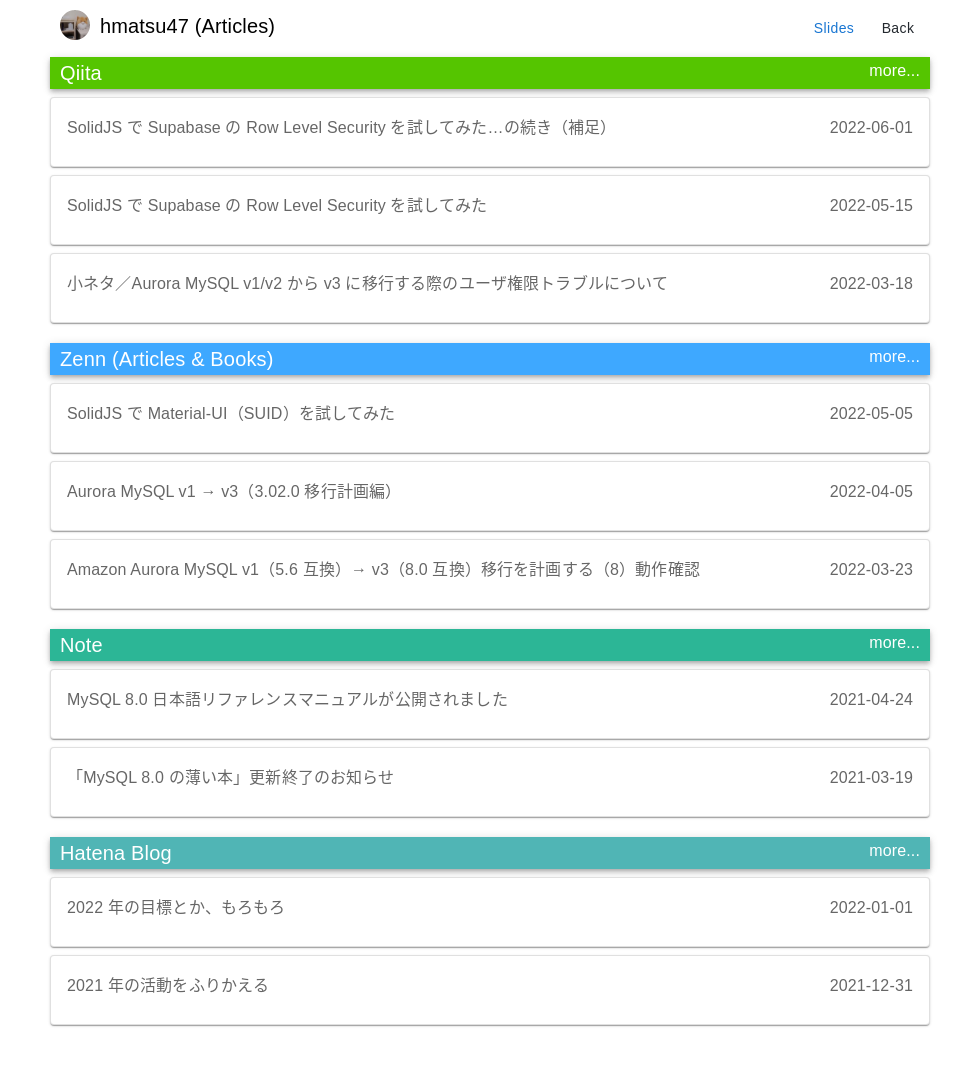 hmatsu47 (Articles)
Slides
Back
Qiita
more...
SolidJS で Supabase の Row Level Security を試してみた…の続き（補足）
2022-06-01
SolidJS で Supabase の Row Level Security を試してみた
2022-05-15
小ネタ／Aurora MySQL v1/v2 から v3 に移行する際のユーザ権限トラブルについて
2022-03-18
Zenn (Articles & Books)
more...
SolidJS で Material-UI（SUID）を試してみた
2022-05-05
Aurora MySQL v1 → v3（3.02.0 移行計画編）
2022-04-05
Amazon Aurora MySQL v1（5.6 互換）→ v3（8.0 互換）移行を計画する（8）動作確認
2022-03-23
Note
more...
MySQL 8.0 日本語リファレンスマニュアルが公開されました
2021-04-24
「MySQL 8.0 の薄い本」更新終了のお知らせ
2021-03-19
Hatena Blog
more...
2022 年の目標とか、もろもろ
2022-01-01
2021 年の活動をふりかえる
2021-12-31